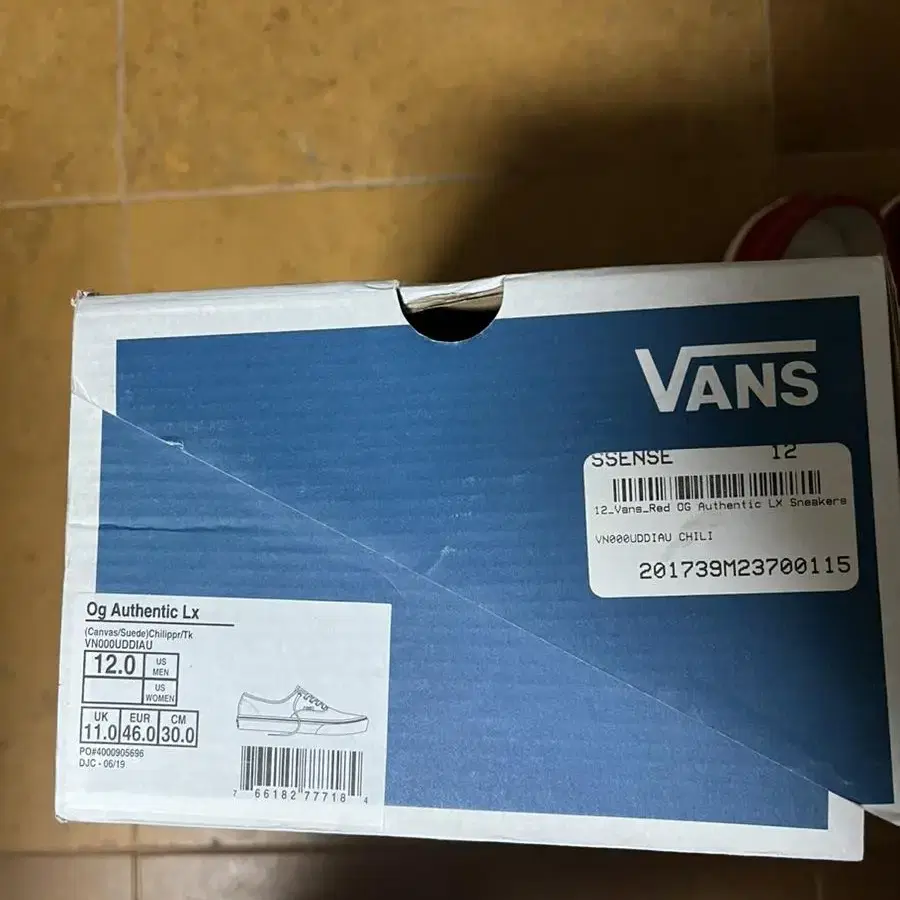 VANS
SSENSE 12
12_Vans_Red OG Authentic LX Sneakers
VN000UDDIAU CHILI
201739M23700115
Og Authentic Lx
(Canvas/Suede)Chilippr/Tk
VN000UDDIAU
12.0 US MEN
US WOMEN
UK EUR CM
11.0 46.0 30.0
PO#4000905696
DJC - 06/19
7 66182 77718 4